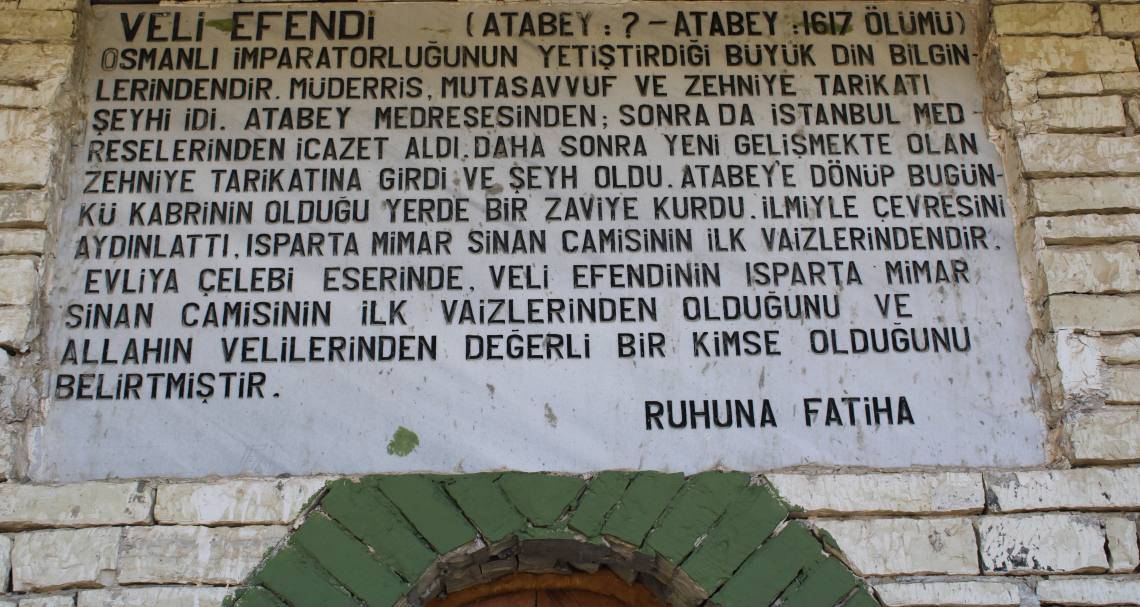 VELİ EFENDİ (ATABEY : ? - ATABEY : 1617 ÖLÜMÜ)
OSMANLI İMPARATORLUĞUNUN YETİŞTİRDİĞİ BÜYÜK DİN BİLGİN-
LERİNDENDİR. MÜDERRİS, MUTASAVVUF VE ZEHNİYE TARİKATI
ŞEYHİ İDİ. ATABEY MEDRESESİNDEN; SONRA DA İSTANBUL MED
RESELERİNDEN İCAZET ALDI. DAHA SONRA YENİ GELİŞMEKTE OLAN
ZEHNİYE TARİKATINA GİRDİ VE ŞEYH OLDU. ATABEYE DÖNÜP BUGÜN-
KÜ KABRİNİN OLDUĞU YERDE BİR ZAVİYE KURDU. İLMİYLE ÇEVRESİNİ
AYDINLATTI, ISPARTA MİMAR SİNAN CAMİSİNİN İLK VAİZLERİNDENDİR.
EVLİYA ÇELEBİ ESERİNDE, VELİ EFENDİNİN ISPARTA MİMAR
SİNAN CAMİSİNİN İLK VAİZLERİNDEN OLDUĞUNU VE
ALLAHIN VELİLERİNDEN DEĞERLİ BİR KİMSE OLDUĞUNU
BELİRTMİŞTİR.
RUHUNA FATİHA